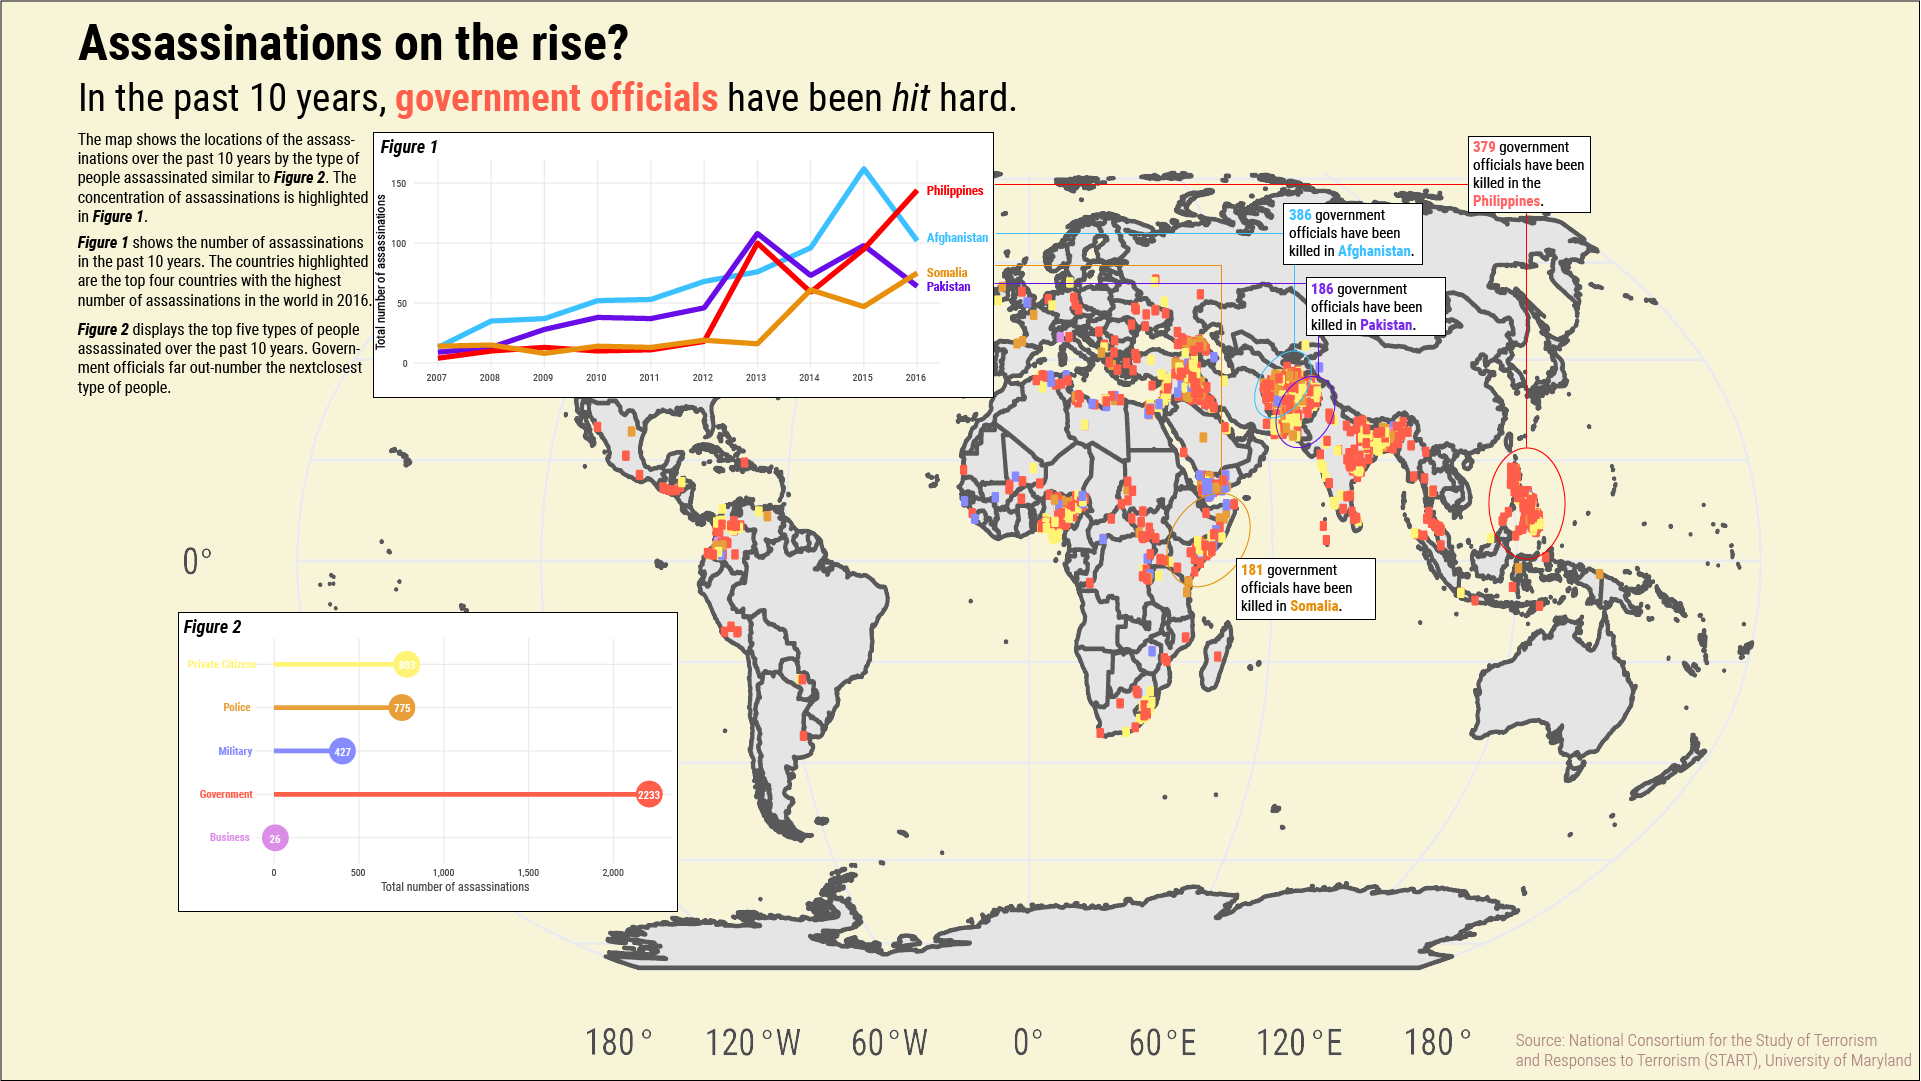 Assassinations on the rise?
In the past 10 years, government officials have been hit hard.
The map shows the locations of the assass-
inations over the past 10 years by the type of
people assassinated similar to Figure 2. The
concentration of assassinations is highlighted
in Figure 1.
Figure 1 shows the number of assassinations
in the past 10 years. The countries highlighted
are the top four countries with the highest
number of assassinations in the world in 2016.
Figure 2 displays the top five types of people
assassinated over the past 10 years. Govern-
ment officials far out-number the nextclosest
type of people.
Figure 1
Total number of assassinations
150
100
50
0
2007 2008 2009 2010 2011 2012 2013 2014 2015 2016
Philippines
Afghanistan
Somalia
Pakistan
379 government
officials have been
killed in the
Philippines.
386 government
officials have been
killed in Afghanistan.
186 government
officials have been
killed in Pakistan.
181 government
officials have been
killed in Somalia.
0°
Figure 2
Private Citizens 803
Police 775
Military 427
Government 2233
Business 26
0 500 1,000 1,500 2,000
Total number of assassinations
180° 120°W 60°W 0° 60°E 120°E 180°
Source: National Consortium for the Study of Terrorism
and Responses to Terrorism (START), University of Maryland